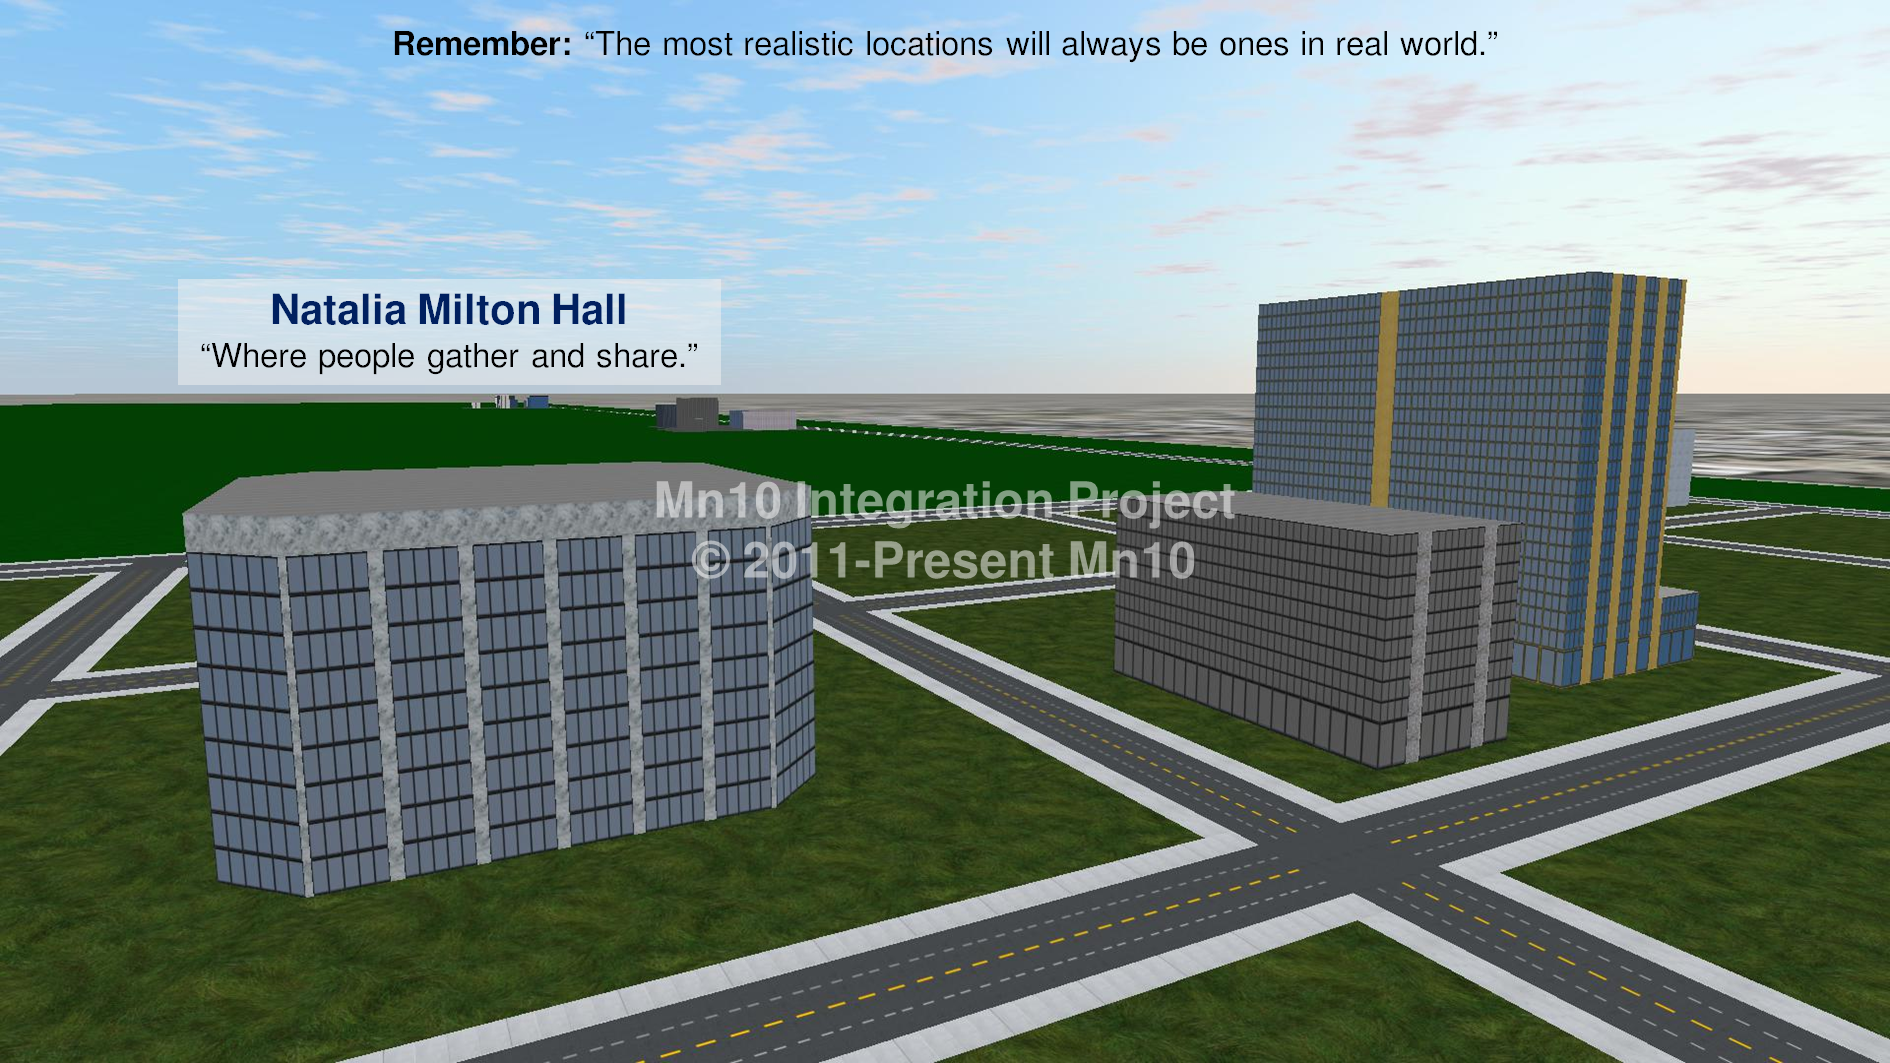 Remember: “The most realistic locations will always be ones in real world.”
Natalia Milton Hall
“Where people gather and share.”
Mn10 Integration Project
© 2011-Present Mn10